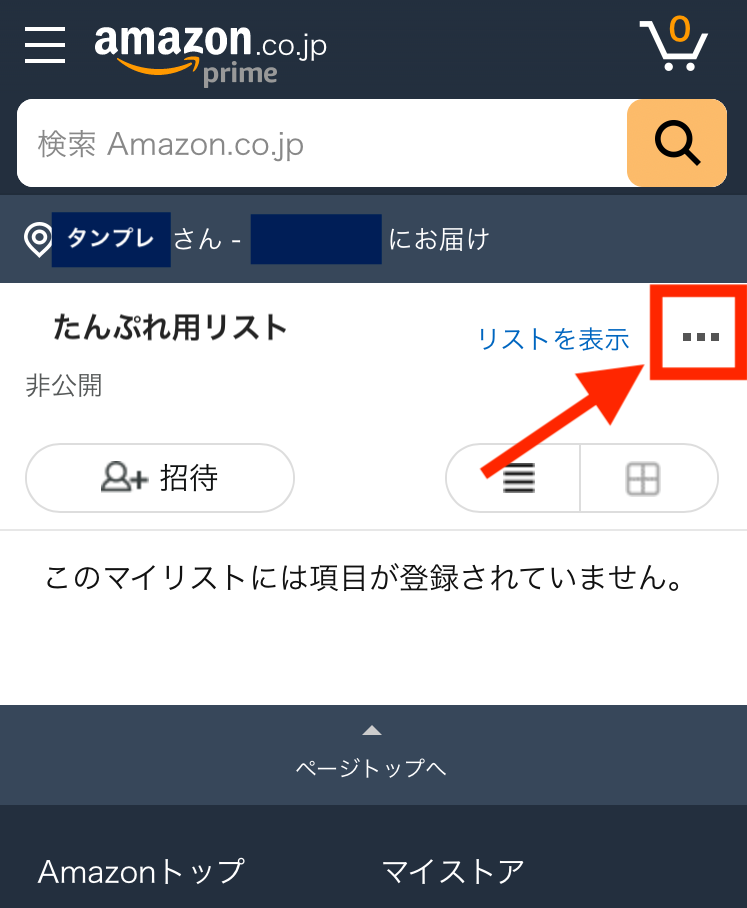 amazon.co.jp
prime
0
検索 Amazon.co.jp
タンプレ さん - にお届け
たんぷれ用リスト
リストを表示
非公開
招待
このマイリストには項目が登録されていません。
ページトップへ
Amazonトップ マイストア